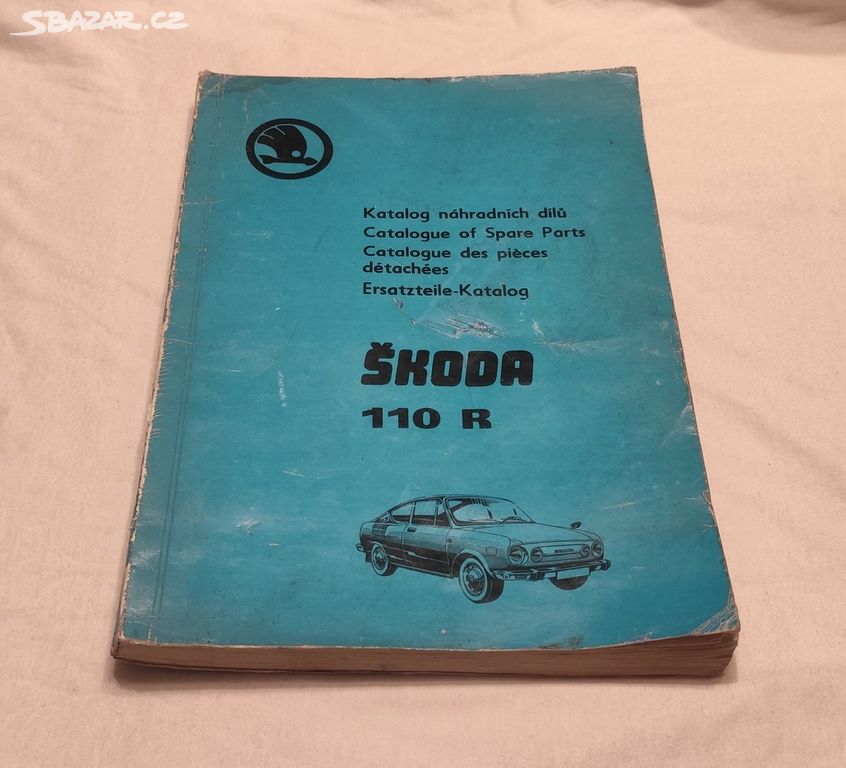 SBAZAR.CZ
Katalog náhradních dílů
Catalogue of Spare Parts
Catalogue des pièces
détachées
Ersatzteile-Katalog
ŠKODA
110 R